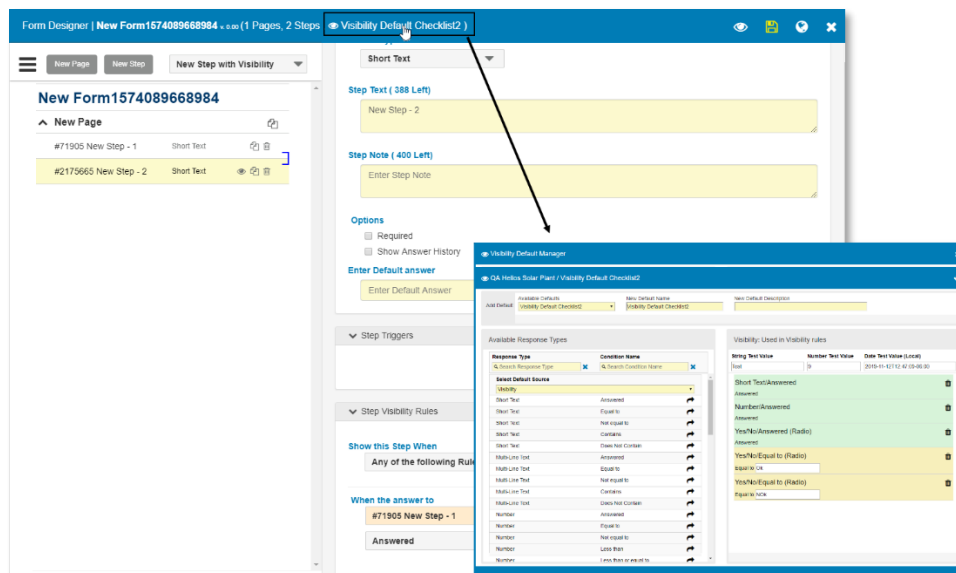 Form Designer | New Form1574089668984 v. 0.00 (1 Pages, 2 Steps Visibility Default Checklist2 )
New Page New Step New Step with Visibility
New Form1574089668984
New Page
#71905 New Step - 1 Short Text
#2175665 New Step - 2 Short Text
Short Text
Step Text ( 388 Left)
New Step - 2
Step Note ( 400 Left)
Enter Step Note
Options
Required
Show Answer History
Enter Default answer
Enter Default Answer
Step Triggers
Step Visibility Rules
Show this Step When
Any of the following Rule
When the answer to
#71905 New Step - 1
Answered
Visibility Default Manager
QA Helios Solar Plant / Visibility Default Checklist2
Add Default
Available Defaults New Default Name New Default Description
Visibility Default Checklist2 Visibility Default Checklist2
Available Response Types
Response Type Condition Name
Search Response Type Search Condition Name
Select Default Source
Visibility
Short Text Answered
Short Text Equal to
Short Text Not equal to
Short Text Contains
Short Text Does Not Contain
Multi-Line Text Answered
Multi-Line Text Equal to
Multi-Line Text Not equal to
Multi-Line Text Contains
Multi-Line Text Does Not Contain
Number Answered
Number Equal to
Number Not equal to
Number Less than
Number Less than or equal to
Visibility: Used in Visibility rules
String Test Value Number Test Value Date Test Value (Local)
Test 0
Short Text/Answered
Answered
Number/Answered
Answered
Yes/No/Answered (Radio)
Answered
Yes/No/Equal to (Radio)
Equal to OK
Yes/No/Equal to (Radio)
Equal to NOK